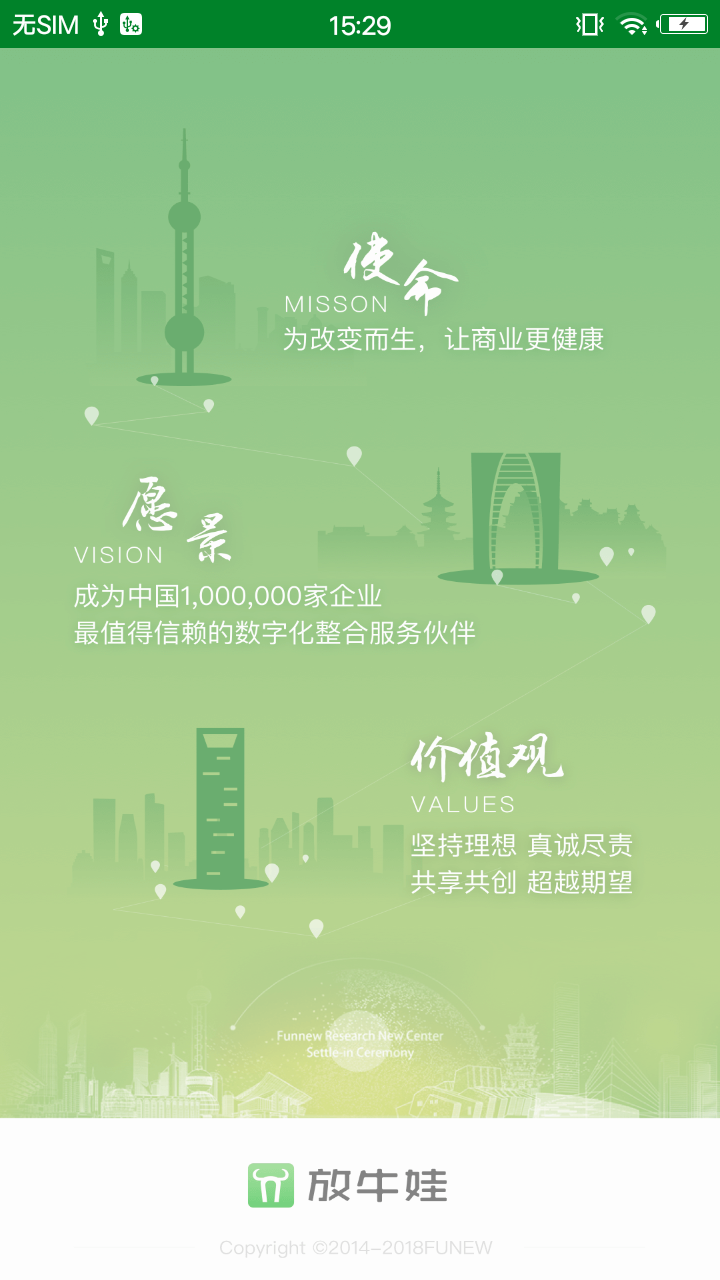 无SIM 15:29
使命
MISSON
为改变而生，让商业更健康
愿景
VISION
成为中国1,000,000家企业
最值得信赖的数字化整合服务伙伴
价值观
VALUES
坚持理想 真诚尽责
共享共创 超越期望
Funnew Research New Center
Settle-in Ceremony
放牛娃
Copyright ©2014-2018FUNEW